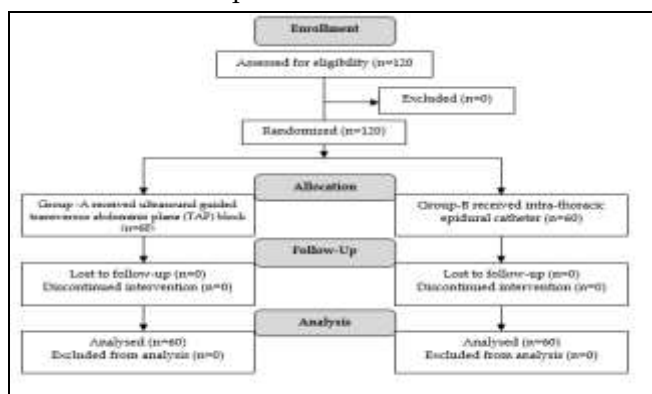 Enrollment
Assessed for eligibility (n=120
Excluded (n=0)
Randomized (n=120)
Allocation
Group -A received ultrasound guided
transversus abdominis plane (TAP) block
(n=60)
Group-B received intra-thoracic
epidural catheter (n=60)
Follow-Up
Lost to follow-up (n=0)
Discontinued intervention (n=0)
Lost to follow-up (n=0)
Discontinued intervention (n=0)
Analysis
Analysed (n=60)
Excluded from analysis (n=0)
Analysed (n=60)
Excluded from analysis (n=0)